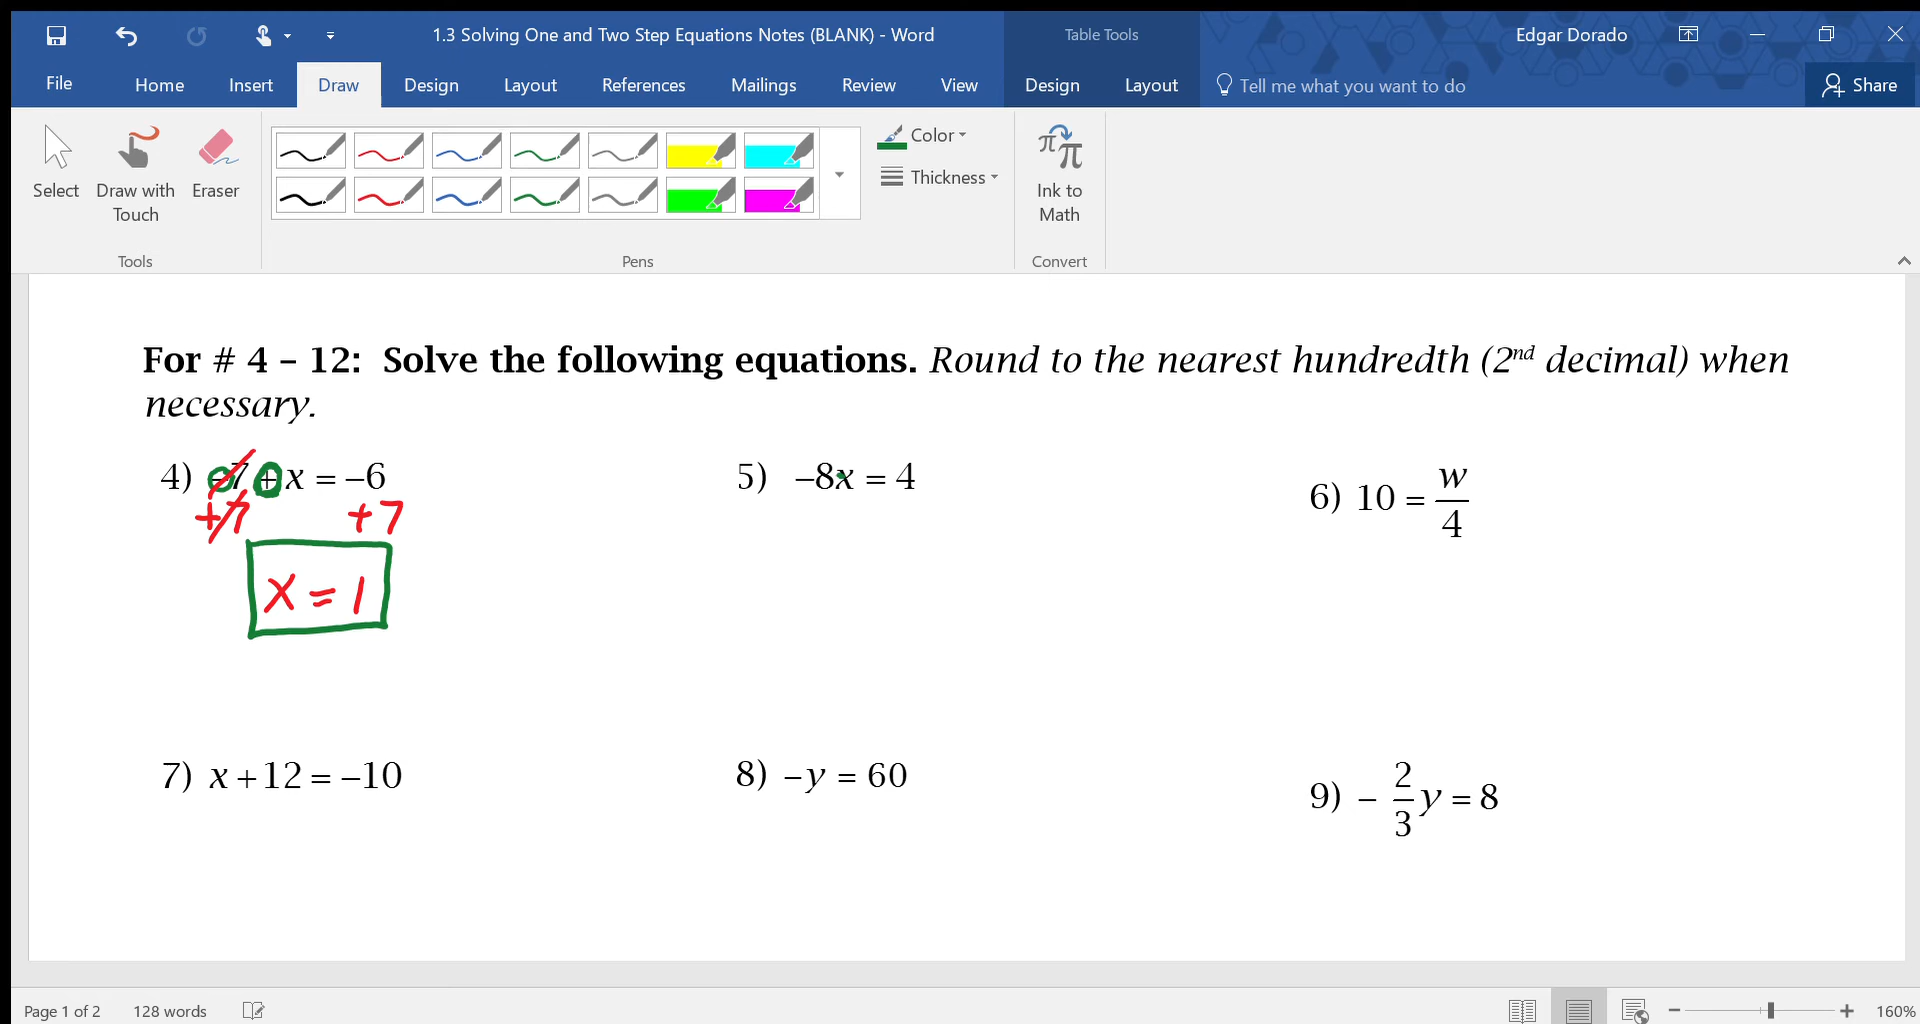 1.3 Solving One and Two Step Equations Notes (BLANK) - Word
Table Tools
Edgar Dorado
File Home Insert Draw Design Layout References Mailings Review View Design Layout Tell me what you want to do Share
Color
Thickness
Select Draw with Touch Eraser
Ink to Math
Tools Pens Convert
For # 4 – 12: Solve the following equations. Round to the nearest hundredth (2nd decimal) when
necessary.
4) −7 + x = −6
+7 +7
x = 1
5) −8x = 4
6) 10 = w/4
7) x + 12 = −10
8) −y = 60
9) − 2/3 y = 8
Page 1 of 2 128 words 160%